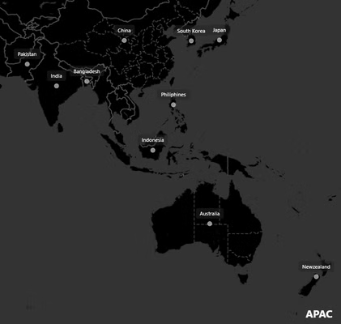 China
South Korea
Japan
Pakistan
India
Bangladesh
Philiphines
Indonesia
Australia
Newzealand
APAC